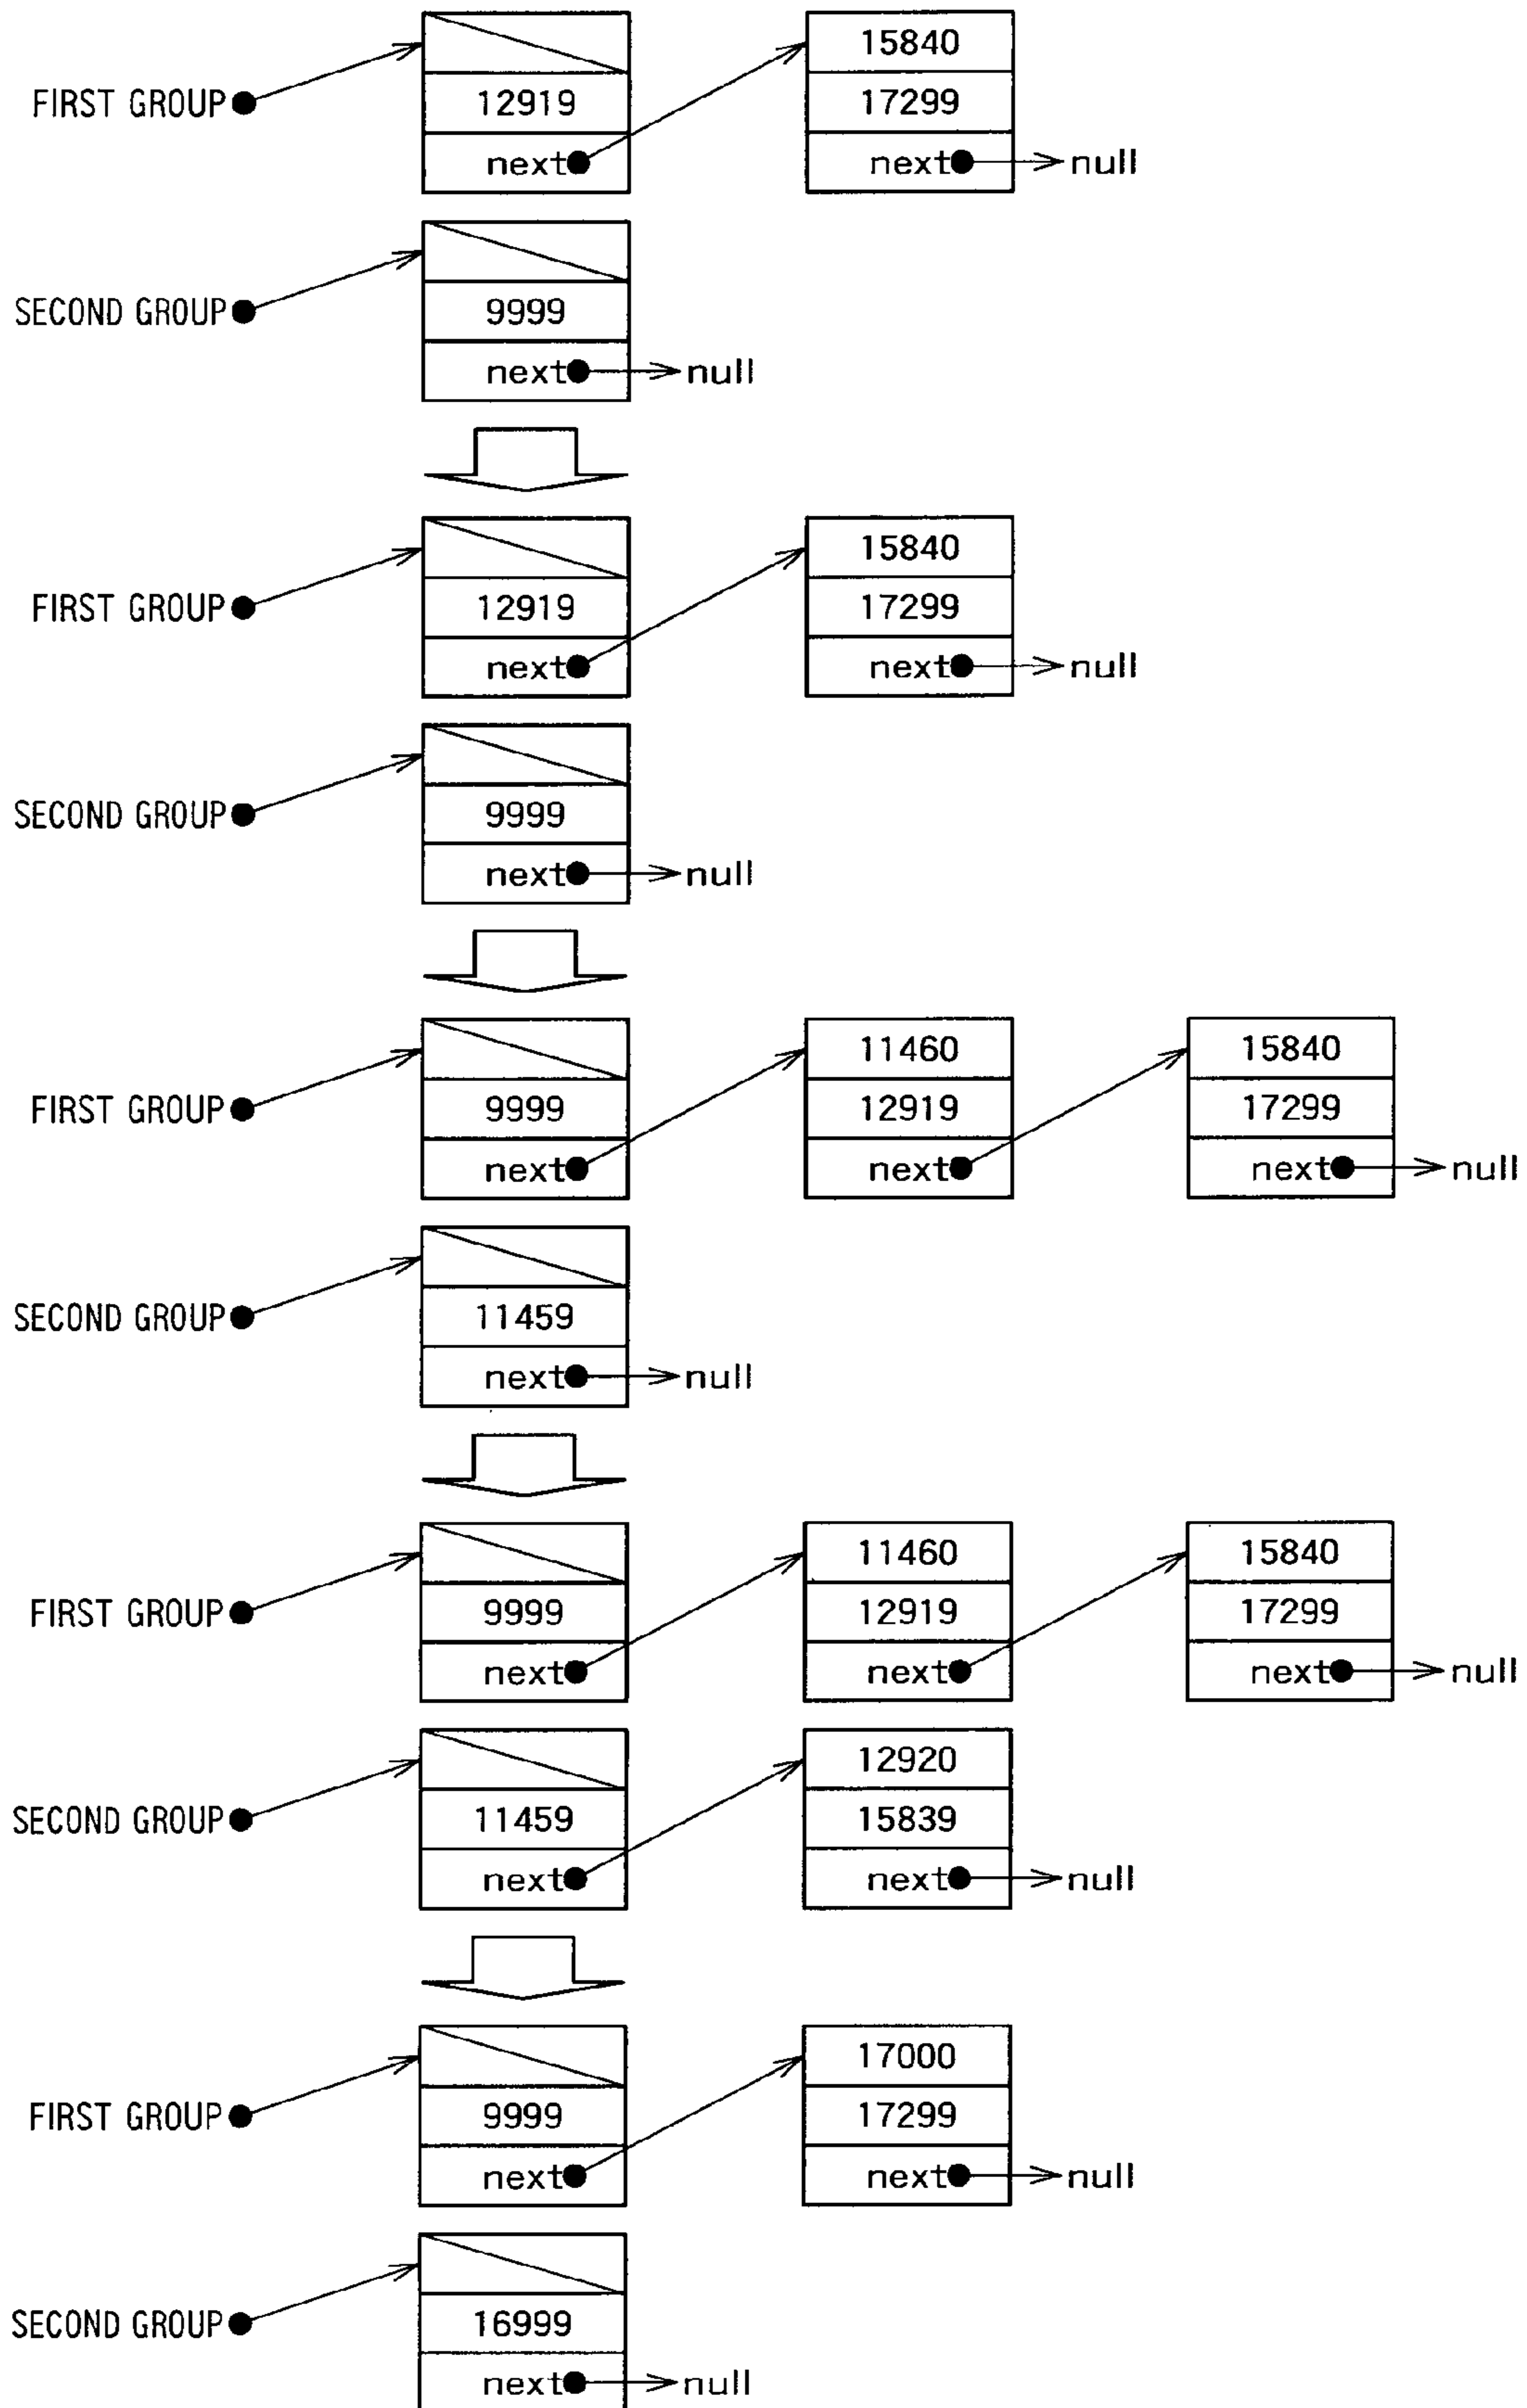 15840
FIRST GROUP 12919 17299
next next null
SECOND GROUP 9999
next null
15840
FIRST GROUP 12919 17299
next next null
SECOND GROUP 9999
next null
11460 15840
FIRST GROUP 9999 12919 17299
next next next null
SECOND GROUP 11459
next null
11460 15840
FIRST GROUP 9999 12919 17299
next next next null
12920
SECOND GROUP 11459 15839
next next null
17000
FIRST GROUP 9999 17299
next next null
SECOND GROUP 16999
next null